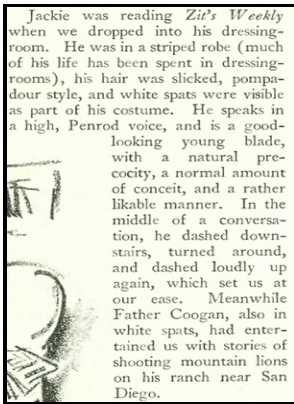 Jackie was reading Zit's Weekly
when we dropped into his dressing-
room. He was in a striped robe (much
of his life has been spent in dressing-
rooms), his hair was slicked, pompa-
dour style, and white spats were visible
as part of his costume. He speaks in
a high, Penrod voice, and is a good-
looking young blade,
with a natural pre-
cocity, a normal amount
of conceit, and a rather
likable manner. In the
middle of a conversa-
tion, he dashed down-
stairs, turned around,
and dashed loudly up
again, which set us at
our ease. Meanwhile
Father Coogan, also in
white spats, had enter-
tained us with stories of
shooting mountain lions
on his ranch near San
Diego.